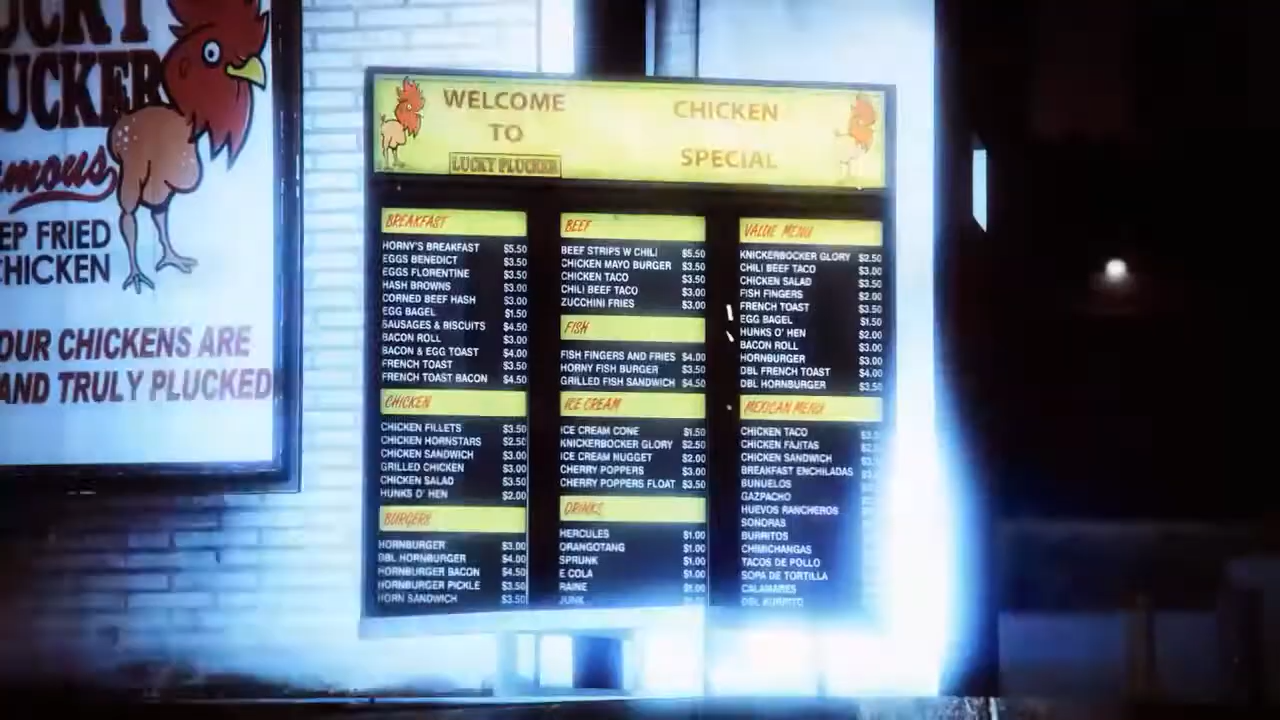 UCKY
UCKER
mous
EP FRIED
CHICKEN
OUR CHICKENS ARE
AND TRULY PLUCKED
WELCOME
TO
LUCKY PLUCKER
CHICKEN
SPECIAL
BREAKFAST
HORNY'S BREAKFAST $5.50
EGGS BENEDICT $3.50
EGGS FLORENTINE $3.50
HASH BROWNS $3.00
CORNED BEEF HASH $3.00
EGG BAGEL $1.50
SAUSAGES & BISCUITS $4.50
BACON ROLL $3.00
BACON & EGG TOAST $4.00
FRENCH TOAST $3.50
FRENCH TOAST BACON $4.50
CHICKEN
CHICKEN FILLETS $3.50
CHICKEN HORNSTARS $2.50
CHICKEN SANDWICH $3.00
GRILLED CHICKEN $3.00
CHICKEN SALAD $3.50
HUNKS O' HEN $2.00
BURGERS
HORNBURGER $3.00
DBL HORNBURGER $4.00
HORNBURGER BACON $4.50
HORNBURGER PICKLE $3.50
HORN SANDWICH $3.50
BEEF
BEEF STRIPS W CHILI $5.50
CHICKEN MAYO BURGER $3.50
CHICKEN TACO $3.50
CHILI BEEF TACO $3.00
ZUCCHINI FRIES $3.00
FISH
FISH FINGERS AND FRIES $4.00
HORNY FISH BURGER $3.50
GRILLED FISH SANDWICH $4.50
ICE CREAM
ICE CREAM CONE $1.50
KNICKERBOCKER GLORY $2.50
ICE CREAM NUGGET $2.00
CHERRY POPPERS $3.00
CHERRY POPPERS FLOAT $3.50
DRINKS
HERCULES $1.00
ORANGOTANG $1.00
SPRUNK $1.00
E COLA $1.00
RAINE $1.00
JUNK
VALUE MENU
KNICKERBOCKER GLORY $2.50
CHILI BEEF TACO $3.00
CHICKEN SALAD $3.50
FISH FINGERS $2.00
FRENCH TOAST $3.50
EGG BAGEL $1.50
HUNKS O' HEN $2.00
BACON ROLL $3.00
HORNBURGER $3.00
DBL FRENCH TOAST $4.00
DBL HORNBURGER $3.50
MEXICAN MENU
CHICKEN TACO
CHICKEN FAJITAS
CHICKEN SANDWICH
BREAKFAST ENCHILADAS
BUNUELOS
GAZPACHO
HUEVOS RANCHEROS
SONORAS
BURRITOS
CHIMICHANGAS
TACOS DE POLLO
SOPA DE TORTILLA
CALAMARES
DBL BURRITO